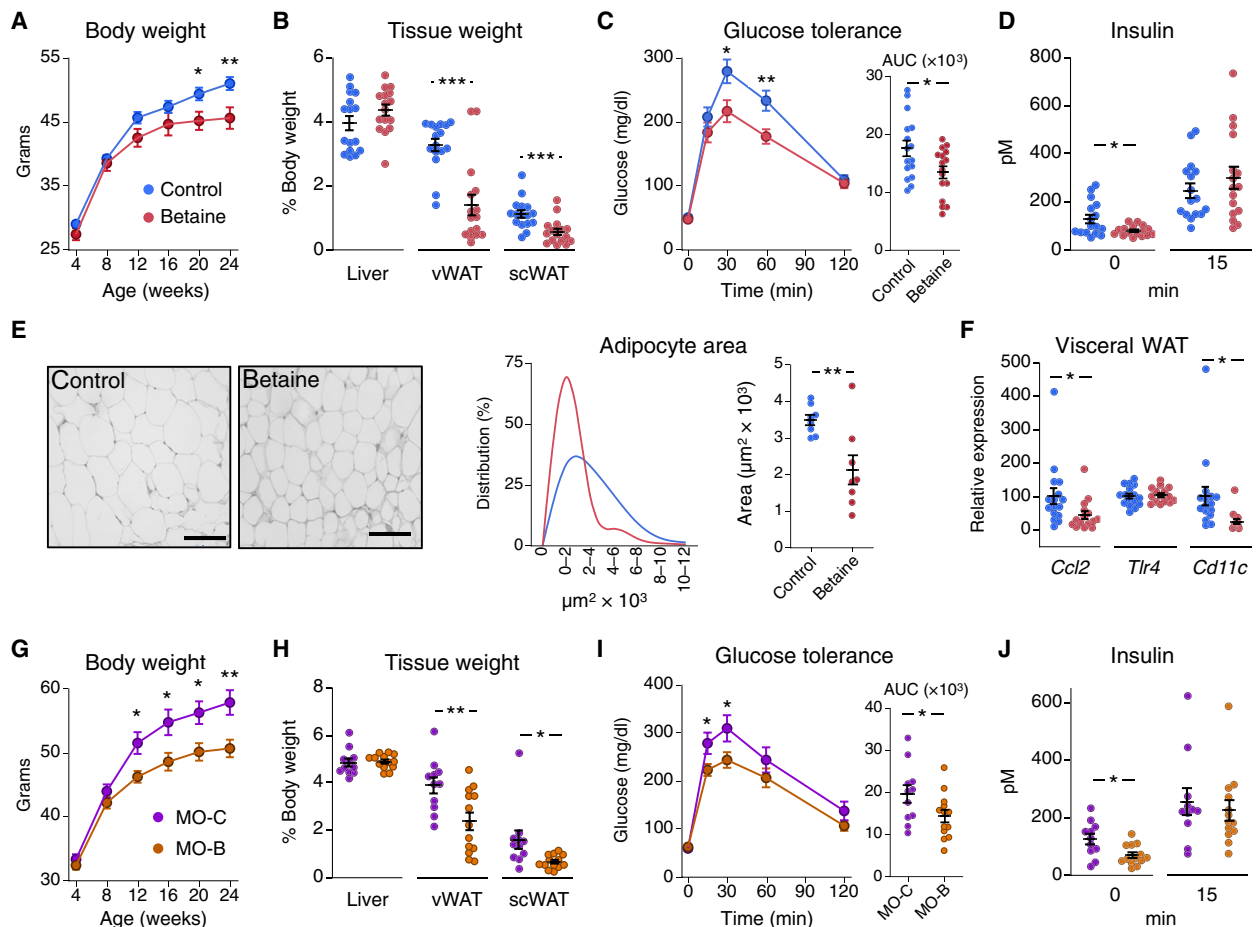 A
Body weight
Grams
55
45
35
25
*
**
Control
Betaine
4 8 12 16 20 24
Age (weeks)
B
Tissue weight
% Body weight
6
4
2
0
***
***
Liver
vWAT
scWAT
C
Glucose tolerance
Glucose (mg/dl)
300
200
100
0
*
**
0 30 60 90 120
Time (min)
AUC (×10³)
30
20
10
0
*
Control
Betaine
D
Insulin
pM
800
600
400
200
0
*
0
15
min
E
Control
Betaine
Adipocyte area
Distribution (%)
75
50
25
0
0
0–2
2–4
4–6
6–8
8–10
10–12
µm² × 10³
Area (µm² × 10³)
5
4
3
2
1
0
**
Control
Betaine
F
Visceral WAT
Relative expression
500
400
300
200
100
0
*
*
Ccl2
Tlr4
Cd11c
G
Body weight
Grams
60
50
40
30
*
*
*
**
MO-C
MO-B
4 8 12 16 20 24
Age (weeks)
H
Tissue weight
% Body weight
8
6
4
2
0
**
*
Liver
vWAT
scWAT
I
Glucose tolerance
Glucose (mg/dl)
400
300
200
100
0
*
*
0 30 60 90 120
Time (min)
AUC (×10³)
40
30
20
10
0
*
MO-C
MO-B
J
Insulin
pM
600
400
200
0
*
0
15
min